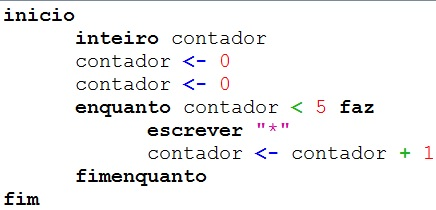 inicio
inteiro contador
contador <- 0
contador <- 0
enquanto contador < 5 faz
escrever "*"
contador <- contador + 1
fimenquanto
fim